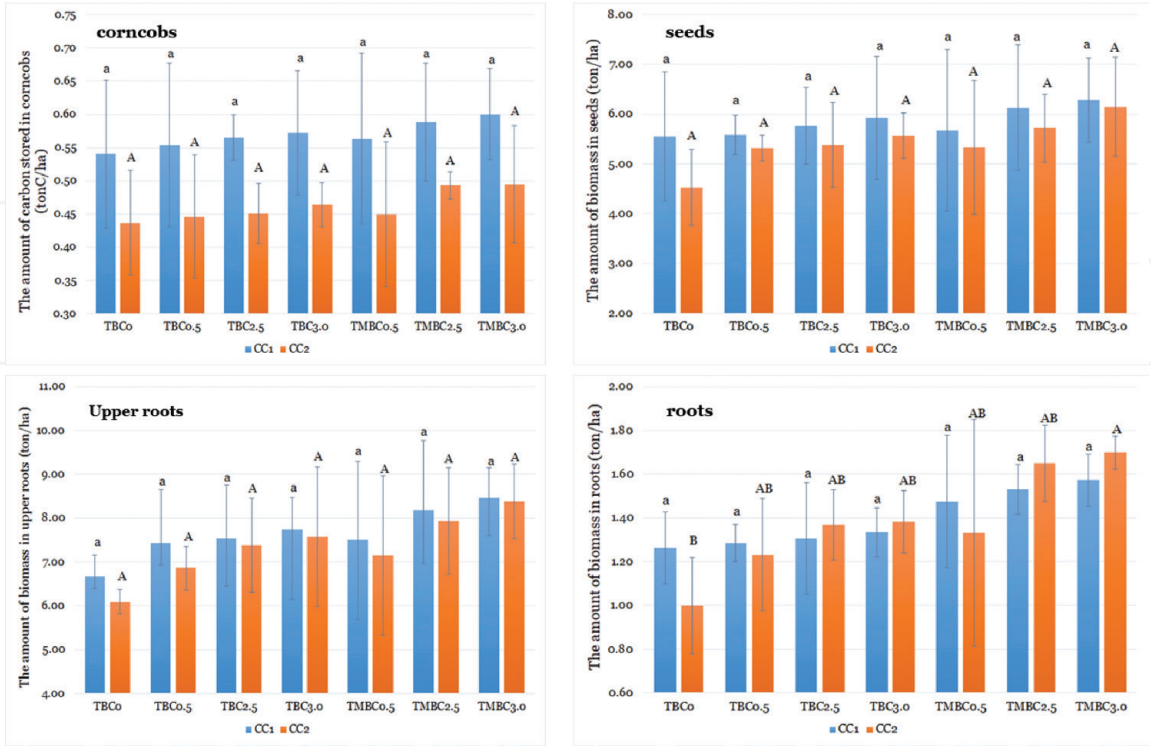 corncobs
The amount of carbon stored in corncobs
(tonC/ha)
0.75
0.70
0.65
0.60
0.55
0.50
0.45
0.40
0.35
0.30
a A a A a A a A a A a A a A
TBC0 TBC0.5 TBC2.5 TBC3.0 TMBC0.5 TMBC2.5 TMBC3.0
CC1 CC2
seeds
The amount of biomass in seeds (ton/ha)
8.00
7.00
6.00
5.00
4.00
3.00
2.00
a A a A a A a A a A a A a A
TBC0 TBC0.5 TBC2.5 TBC3.0 TMBC0.5 TMBC2.5 TMBC3.0
CC1 CC2
Upper roots
The amount of biomass in upper roots (ton/ha)
11.00
10.00
9.00
8.00
7.00
6.00
5.00
4.00
a A a A a A a A a A a A a A
TBC0 TBC0.5 TBC2.5 TBC3.0 TMBC0.5 TMBC2.5 TMBC3.0
CC1 CC2
roots
The amount of biomass in roots (ton/ha)
2.00
1.80
1.60
1.40
1.20
1.00
0.80
0.60
a B a AB a AB a AB a AB a AB a A
TBC0 TBC0.5 TBC2.5 TBC3.0 TMBC0.5 TMBC2.5 TMBC3.0
CC1 CC2